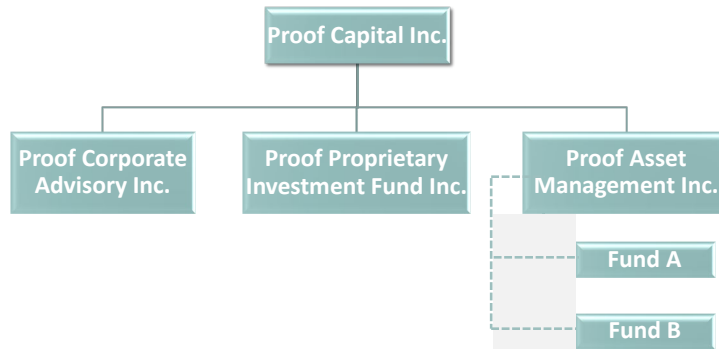 Proof Capital Inc.
Proof Corporate
Advisory Inc.
Proof Proprietary
Investment Fund Inc.
Proof Asset
Management Inc.
Fund A
Fund B